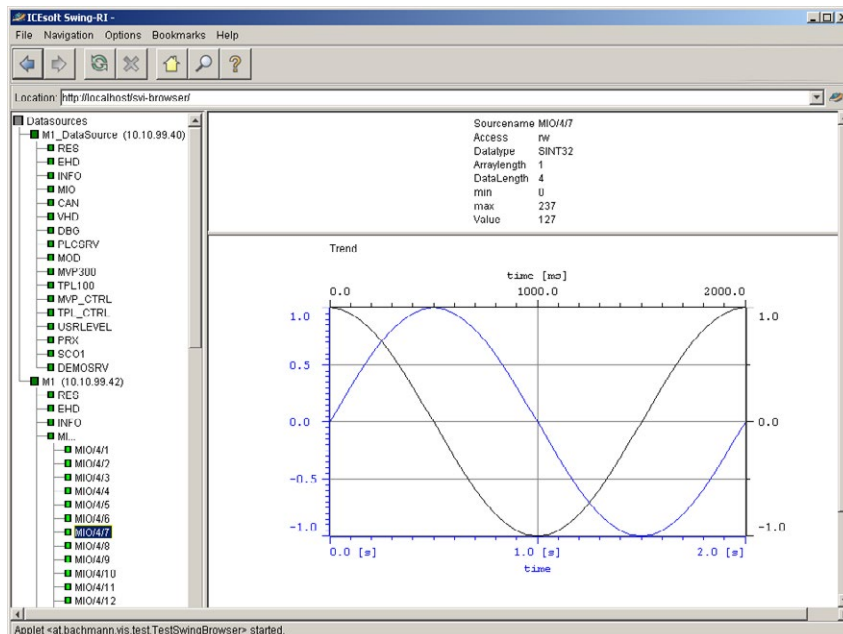 ICEsoft Swing-RI -
File Navigation Options Bookmarks Help
Location: http://localhost/svi-browser/
Datasources
M1_DataSource (10.10.99.40)
RES
EHD
INFO
MIO
CAN
VHD
DBG
PLCSRV
MOD
MVP300
TPL100
MVP_CTRL
TPL_CTRL
USRLEVEL
PRX
SCO1
DEMOSRV
M1 (10.10.99.42)
RES
EHD
INFO
MI...
MIO/4/1
MIO/4/2
MIO/4/3
MIO/4/4
MIO/4/5
MIO/4/6
MIO/4/7
MIO/4/8
MIO/4/9
MIO/4/10
MIO/4/11
MIO/4/12
Sourcename MIO/4/7
Access rw
Datatype SINT32
Arraylength 1
DataLength 4
min 0
max 237
Value 127
Trend
time [ms]
0.0 1000.0 2000.0
1.0 1.0
0.5
0.0 0.0
-0.5
-1.0 -1.0
0.0 [s] 1.0 [s] 2.0 [s]
time
Applet <at.bachmann.vis.test.TestSwingBrowser> started.